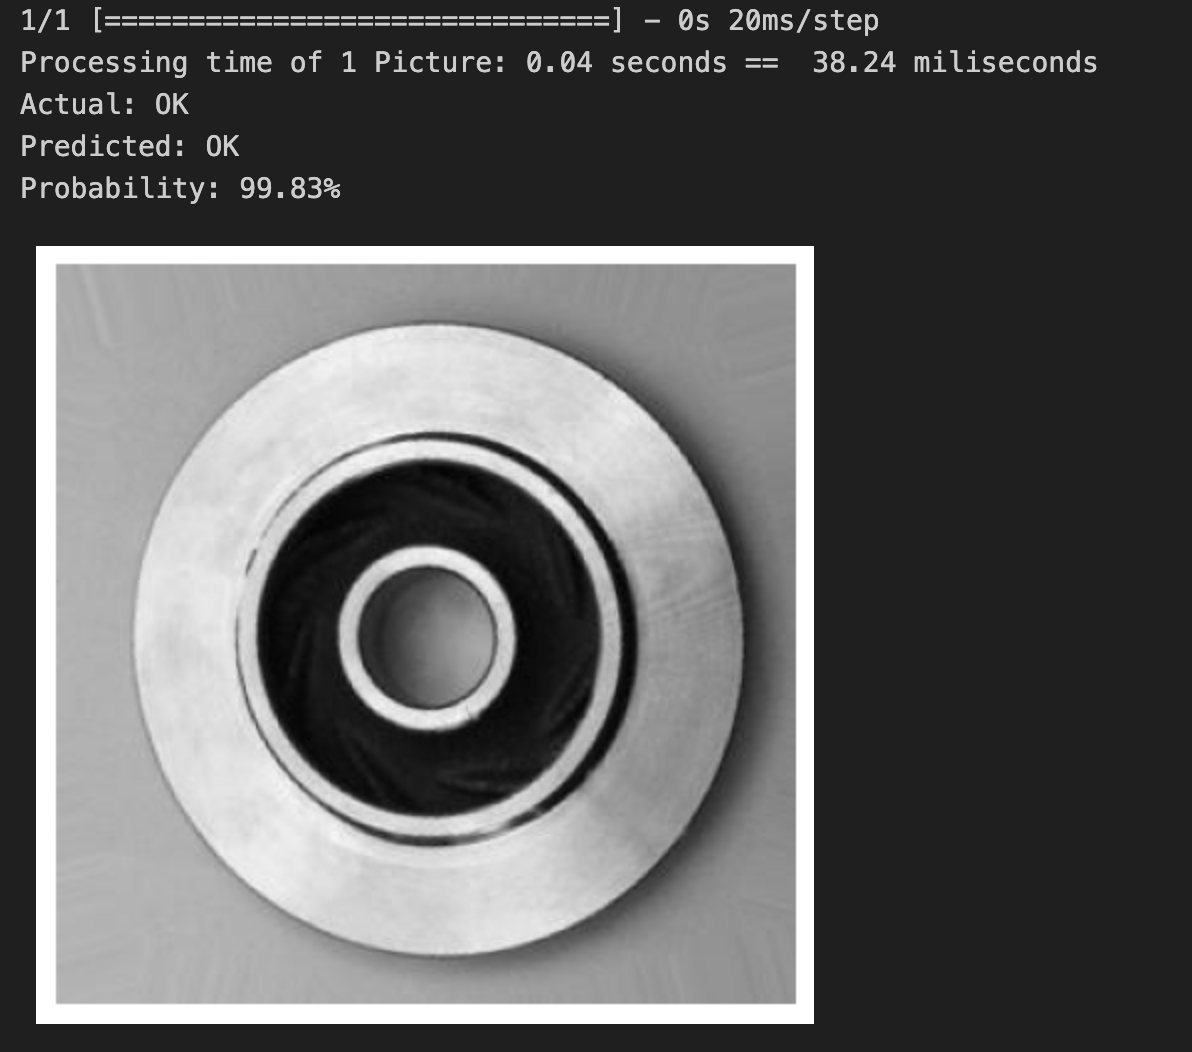 1/1 [==============================] - 0s 20ms/step
Processing time of 1 Picture: 0.04 seconds ==  38.24 miliseconds
Actual: OK
Predicted: OK
Probability: 99.83%